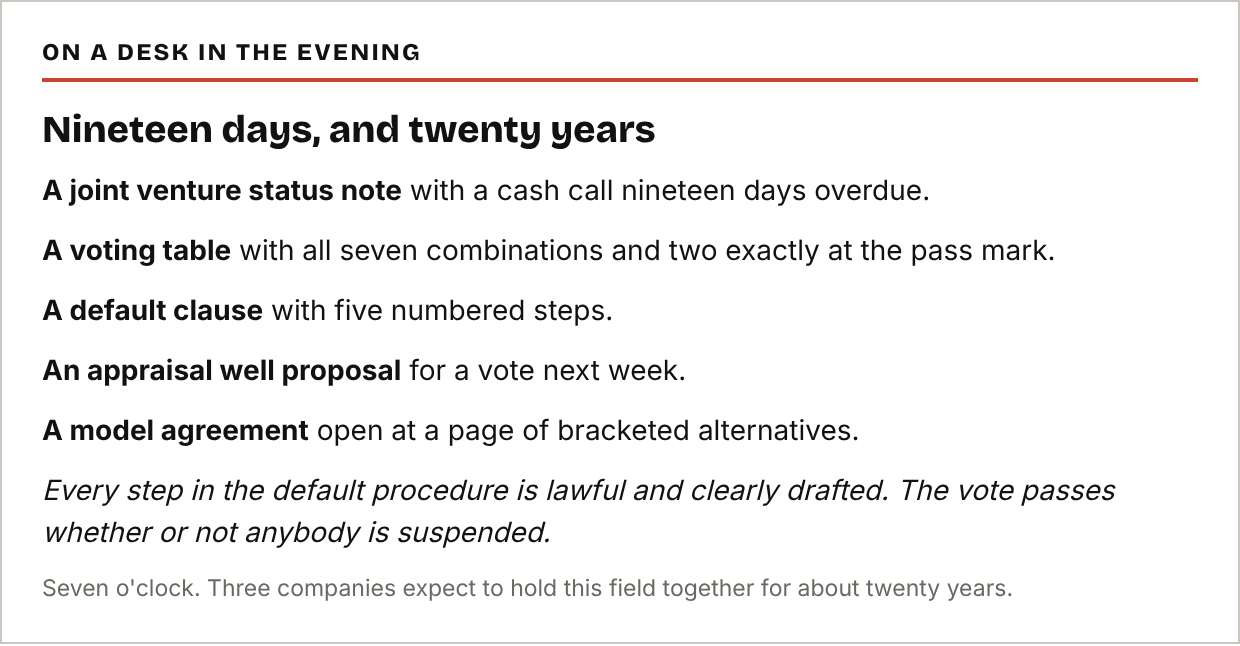 ON A DESK IN THE EVENING
Nineteen days, and twenty years
A joint venture status note with a cash call nineteen days overdue.
A voting table with all seven combinations and two exactly at the pass mark.
A default clause with five numbered steps.
An appraisal well proposal for a vote next week.
A model agreement open at a page of bracketed alternatives.
Every step in the default procedure is lawful and clearly drafted. The vote passes
whether or not anybody is suspended.
Seven o'clock. Three companies expect to hold this field together for about twenty years.